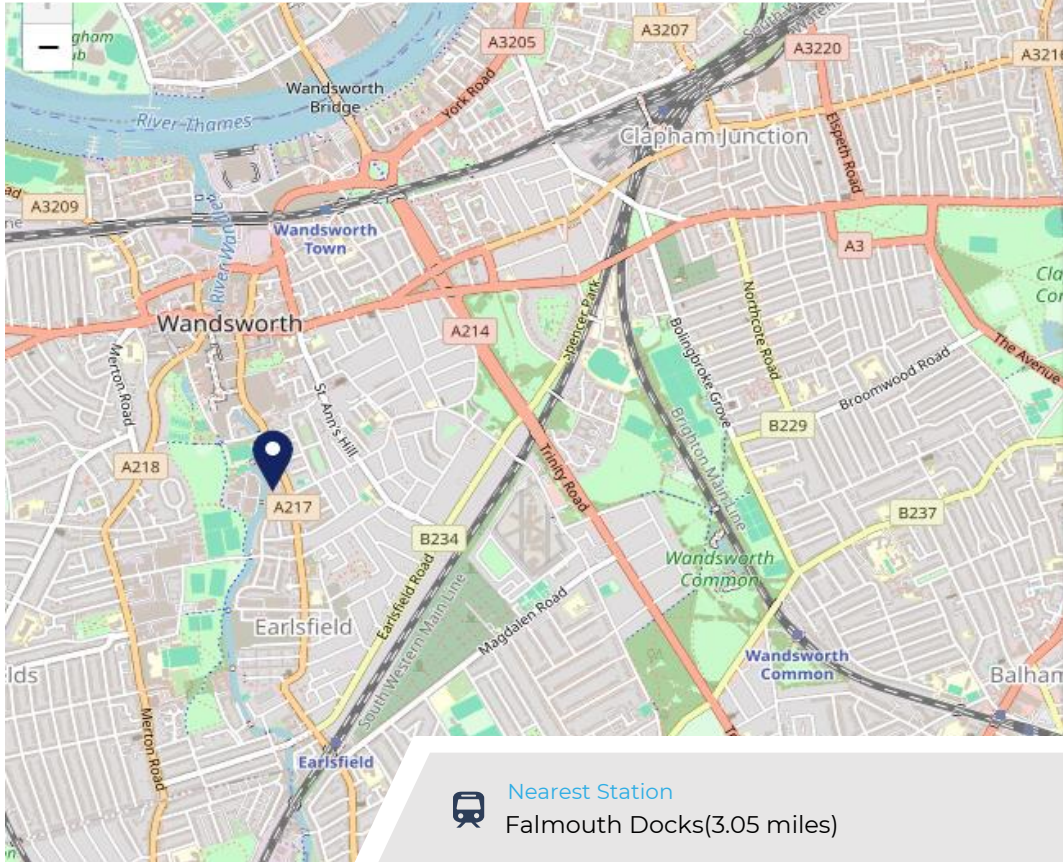 −
A3205
A3207
A3220
Wandsworth
Bridge
York Road
River Thames
Clapham Junction
Elspeth Road
A3209
Wandsworth
Town
River Wandle
A3
Wandsworth
A214
Spencer Park
Bolingbroke Grove
Northcote Road
The Avenue
Broomwood Road
Merton Road
St. Ann's Hill
B229
A218
Trinity Road
Brighton Main Line
A217
B234
B237
Wandsworth
Common
Earlsfield
Earlsfield Road
South Western Main Line
Magdalen Road
Wandsworth
Common
Merton Road
Earlsfield
Nearest Station
Falmouth Docks(3.05 miles)